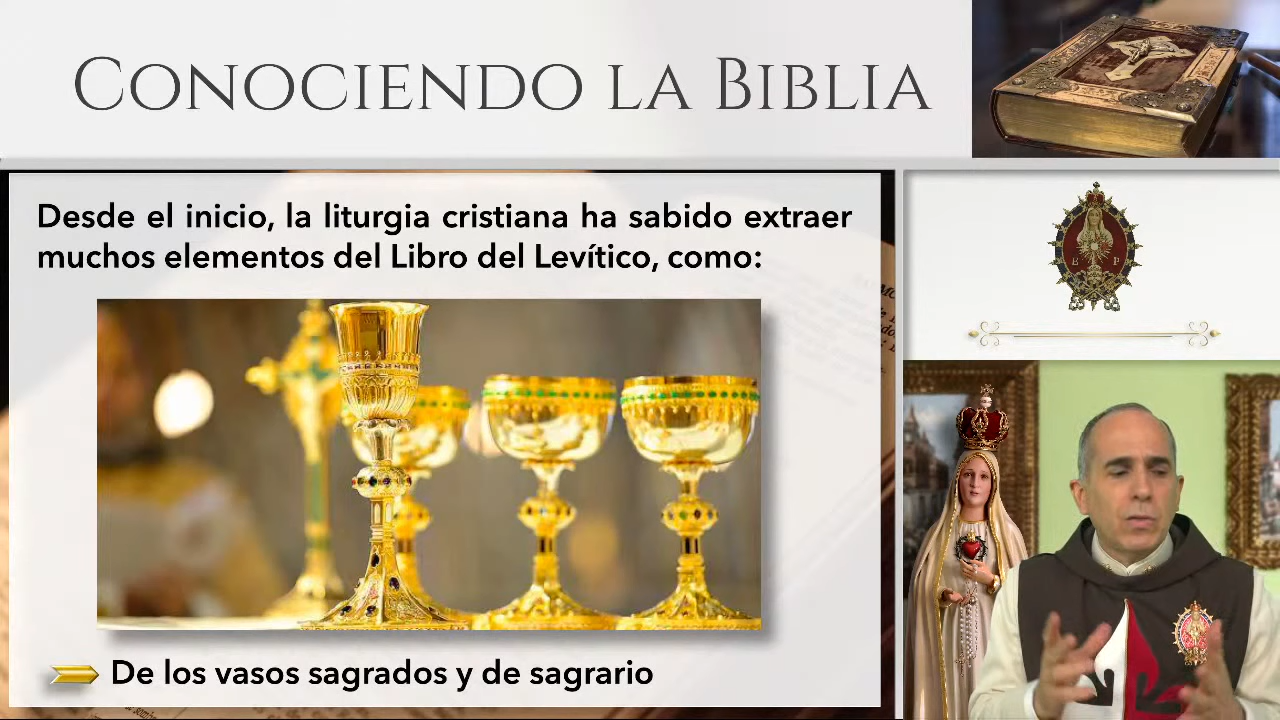 Conociendo la Biblia
Desde el inicio, la liturgia cristiana ha sabido extraer
muchos elementos del Libro del Levítico, como:
De los vasos sagrados y de sagrario
E P